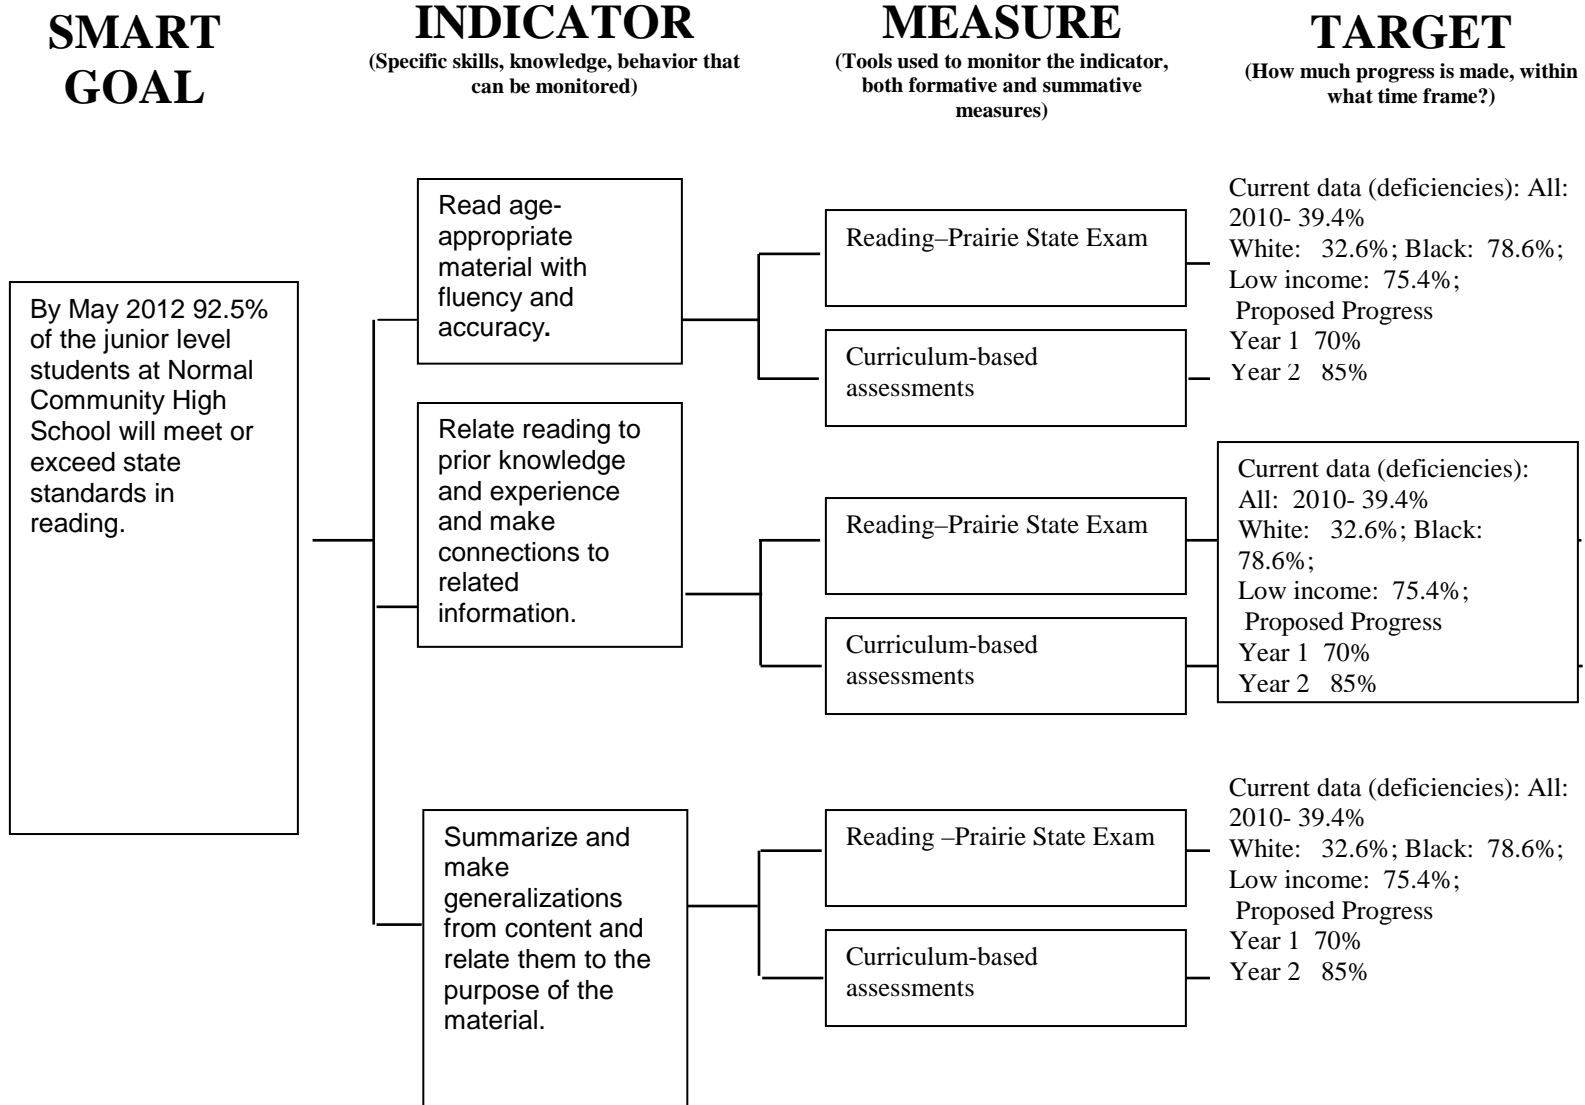 SMART
GOAL
INDICATOR
(Specific skills, knowledge, behavior that
can be monitored)
MEASURE
(Tools used to monitor the indicator,
both formative and summative
measures)
TARGET
(How much progress is made, within
what time frame?)
By May 2012 92.5%
of the junior level
students at Normal
Community High
School will meet or
exceed state
standards in
reading.
Read age-
appropriate
material with
fluency and
accuracy.
Reading–Prairie State Exam
Curriculum-based
assessments
Current data (deficiencies): All:
2010- 39.4%
White: 32.6%; Black: 78.6%;
Low income: 75.4%;
Proposed Progress
Year 1 70%
Year 2 85%
Relate reading to
prior knowledge
and experience
and make
connections to
related
information.
Reading–Prairie State Exam
Curriculum-based
assessments
Current data (deficiencies):
All: 2010- 39.4%
White: 32.6%; Black:
78.6%;
Low income: 75.4%;
Proposed Progress
Year 1 70%
Year 2 85%
Summarize and
make
generalizations
from content and
relate them to the
purpose of the
material.
Reading –Prairie State Exam
Curriculum-based
assessments
Current data (deficiencies): All:
2010- 39.4%
White: 32.6%; Black: 78.6%;
Low income: 75.4%;
Proposed Progress
Year 1 70%
Year 2 85%